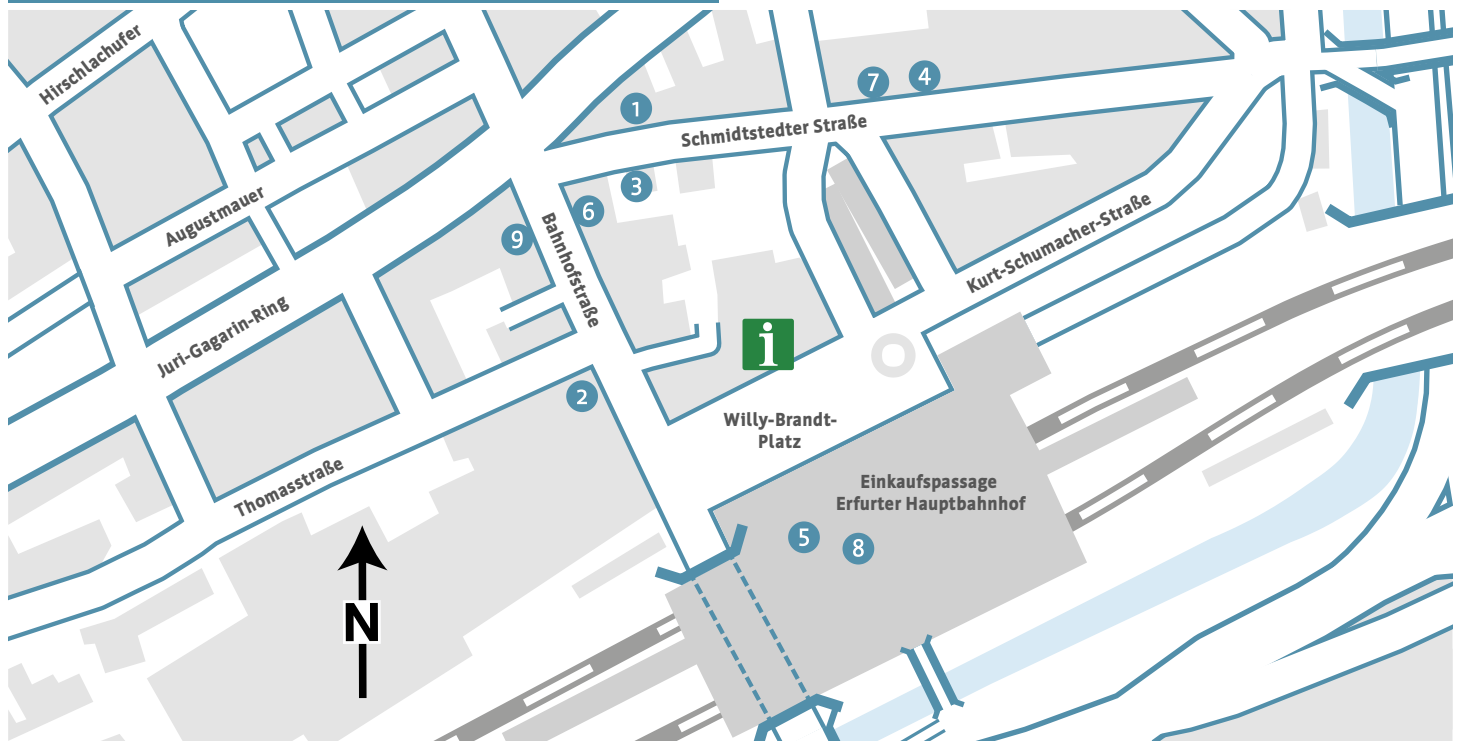 Hirschlachufer
7
4
1
Schmidtstedter Straße
3
6
Augustmauer
9
Bahnhofstraße
Kurt-Schumacher-Straße
Juri-Gagarin-Ring
i
2
Willy-Brandt-
Platz
Thomasstraße
Einkaufspassage
Erfurter Hauptbahnhof
5
8
N